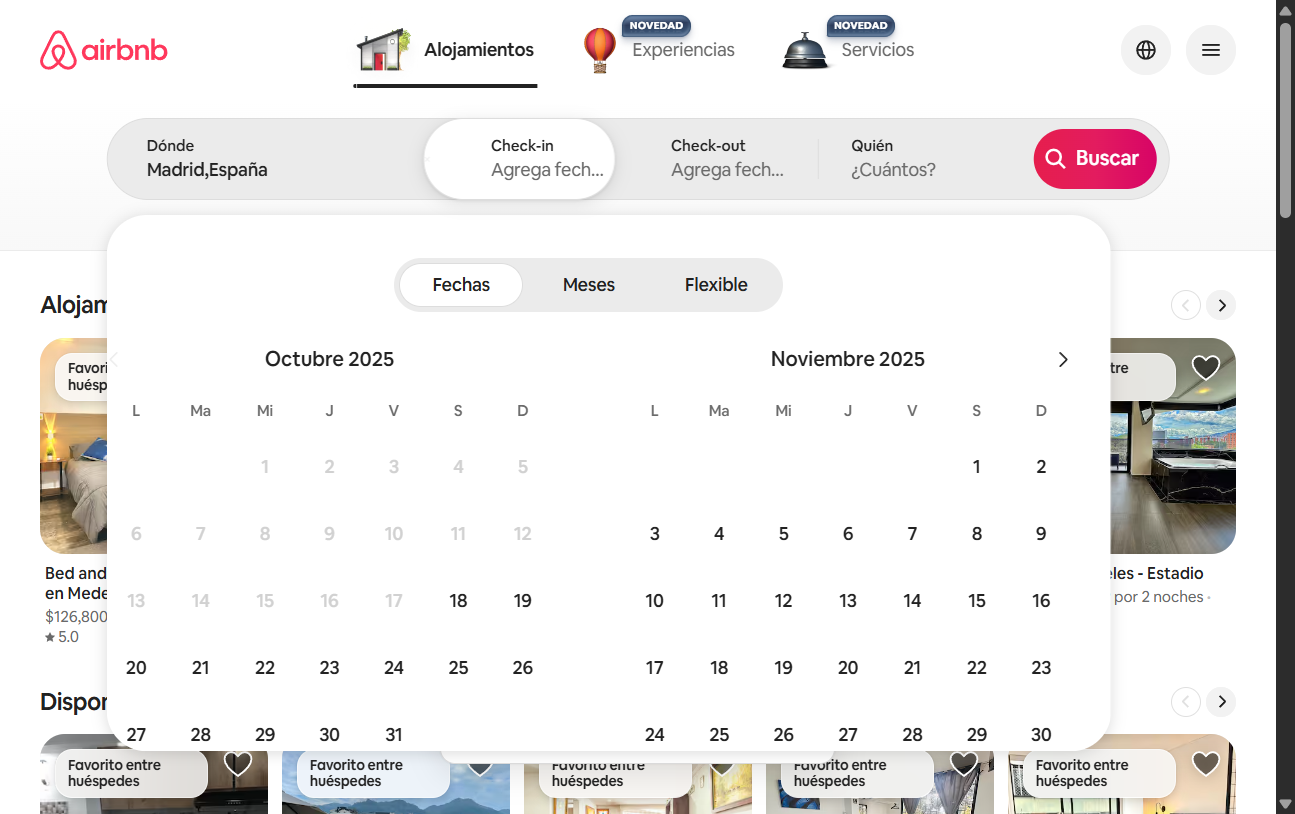 airbnb
Alojamientos
NOVEDAD
Experiencias
NOVEDAD
Servicios
Dónde
Madrid,España
Check-in
Agrega fech...
Check-out
Agrega fech...
Quién
¿Cuántos?
Buscar
Fechas
Meses
Flexible
Alojam
Octubre 2025
Noviembre 2025
L Ma Mi J V S D
L Ma Mi J V S D
1 2 3 4 5
1 2
6 7 8 9 10 11 12
3 4 5 6 7 8 9
13 14 15 16 17 18 19
10 11 12 13 14 15 16
20 21 22 23 24 25 26
17 18 19 20 21 22 23
27 28 29 30 31
24 25 26 27 28 29 30
Favori
huésp
tre
Bed and
en Mede
$126,800
5.0
eles - Estadio
por 2 noches ·
Dispon
Favorito entre
huéspedes
Favorito entre
huéspedes
Favorito entre
huéspedes
Favorito entre
huéspedes
Favorito entre
huéspedes